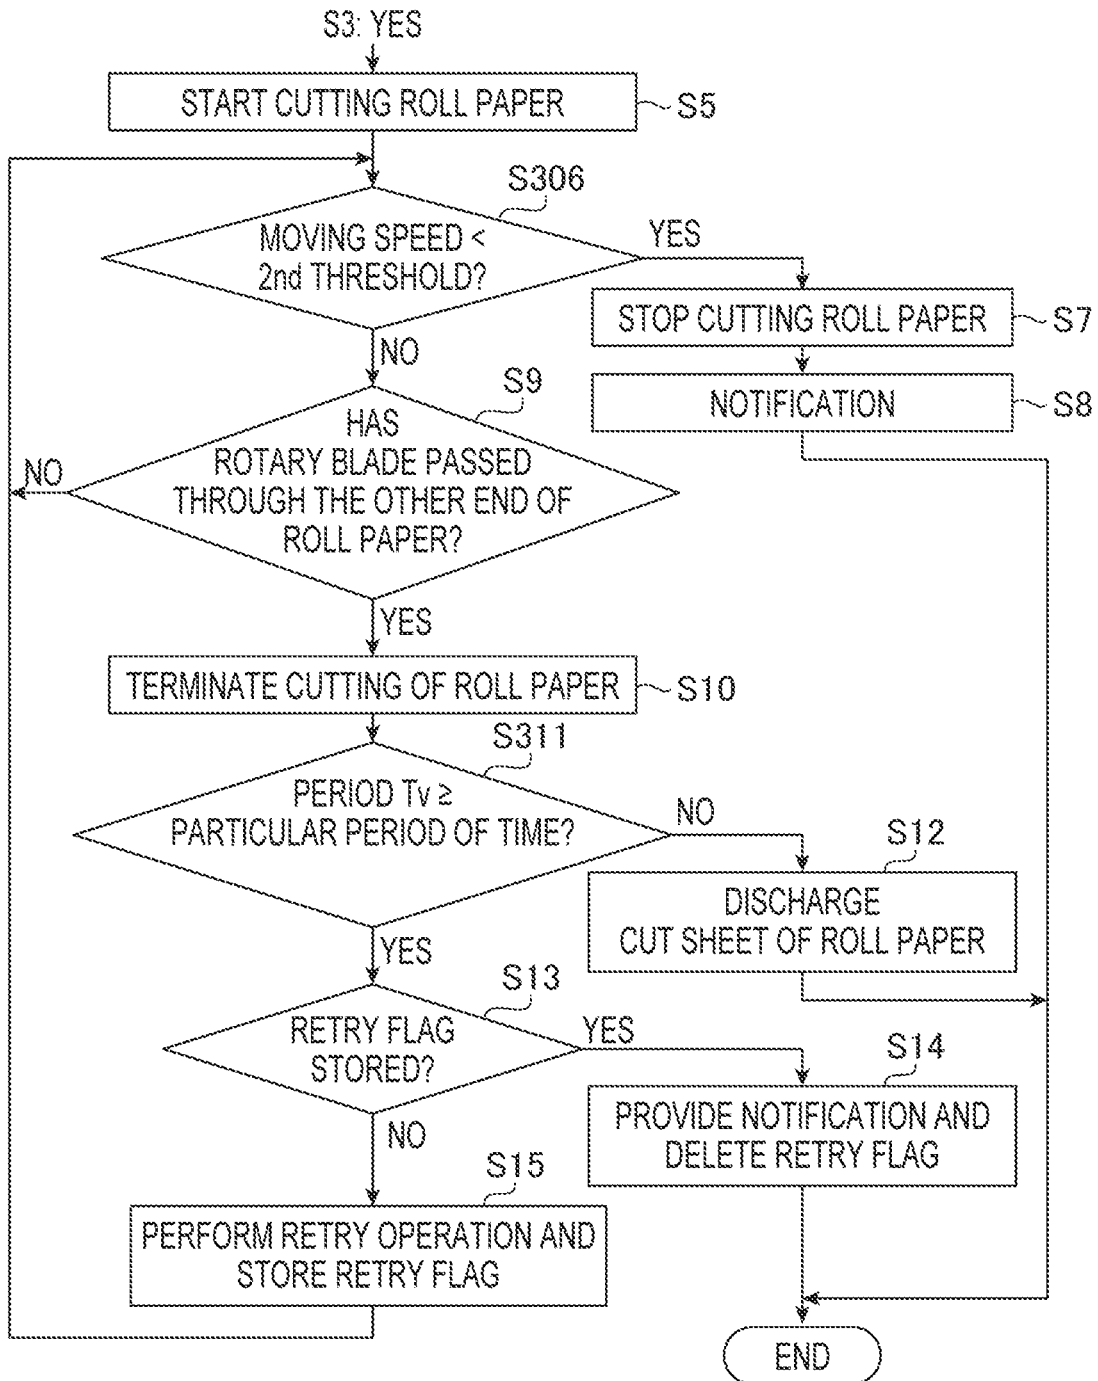 S3: YES
START CUTTING ROLL PAPER
S5
S306
MOVING SPEED <
2nd THRESHOLD?
YES
STOP CUTTING ROLL PAPER
S7
NO
NOTIFICATION
S8
S9
HAS
ROTARY BLADE PASSED
THROUGH THE OTHER END OF
ROLL PAPER?
NO
YES
TERMINATE CUTTING OF ROLL PAPER
S10
S311
PERIOD Tv ≥
PARTICULAR PERIOD OF TIME?
NO
S12
DISCHARGE
CUT SHEET OF ROLL PAPER
YES
S13
RETRY FLAG
STORED?
YES
S14
PROVIDE NOTIFICATION AND
DELETE RETRY FLAG
NO
S15
PERFORM RETRY OPERATION AND
STORE RETRY FLAG
END